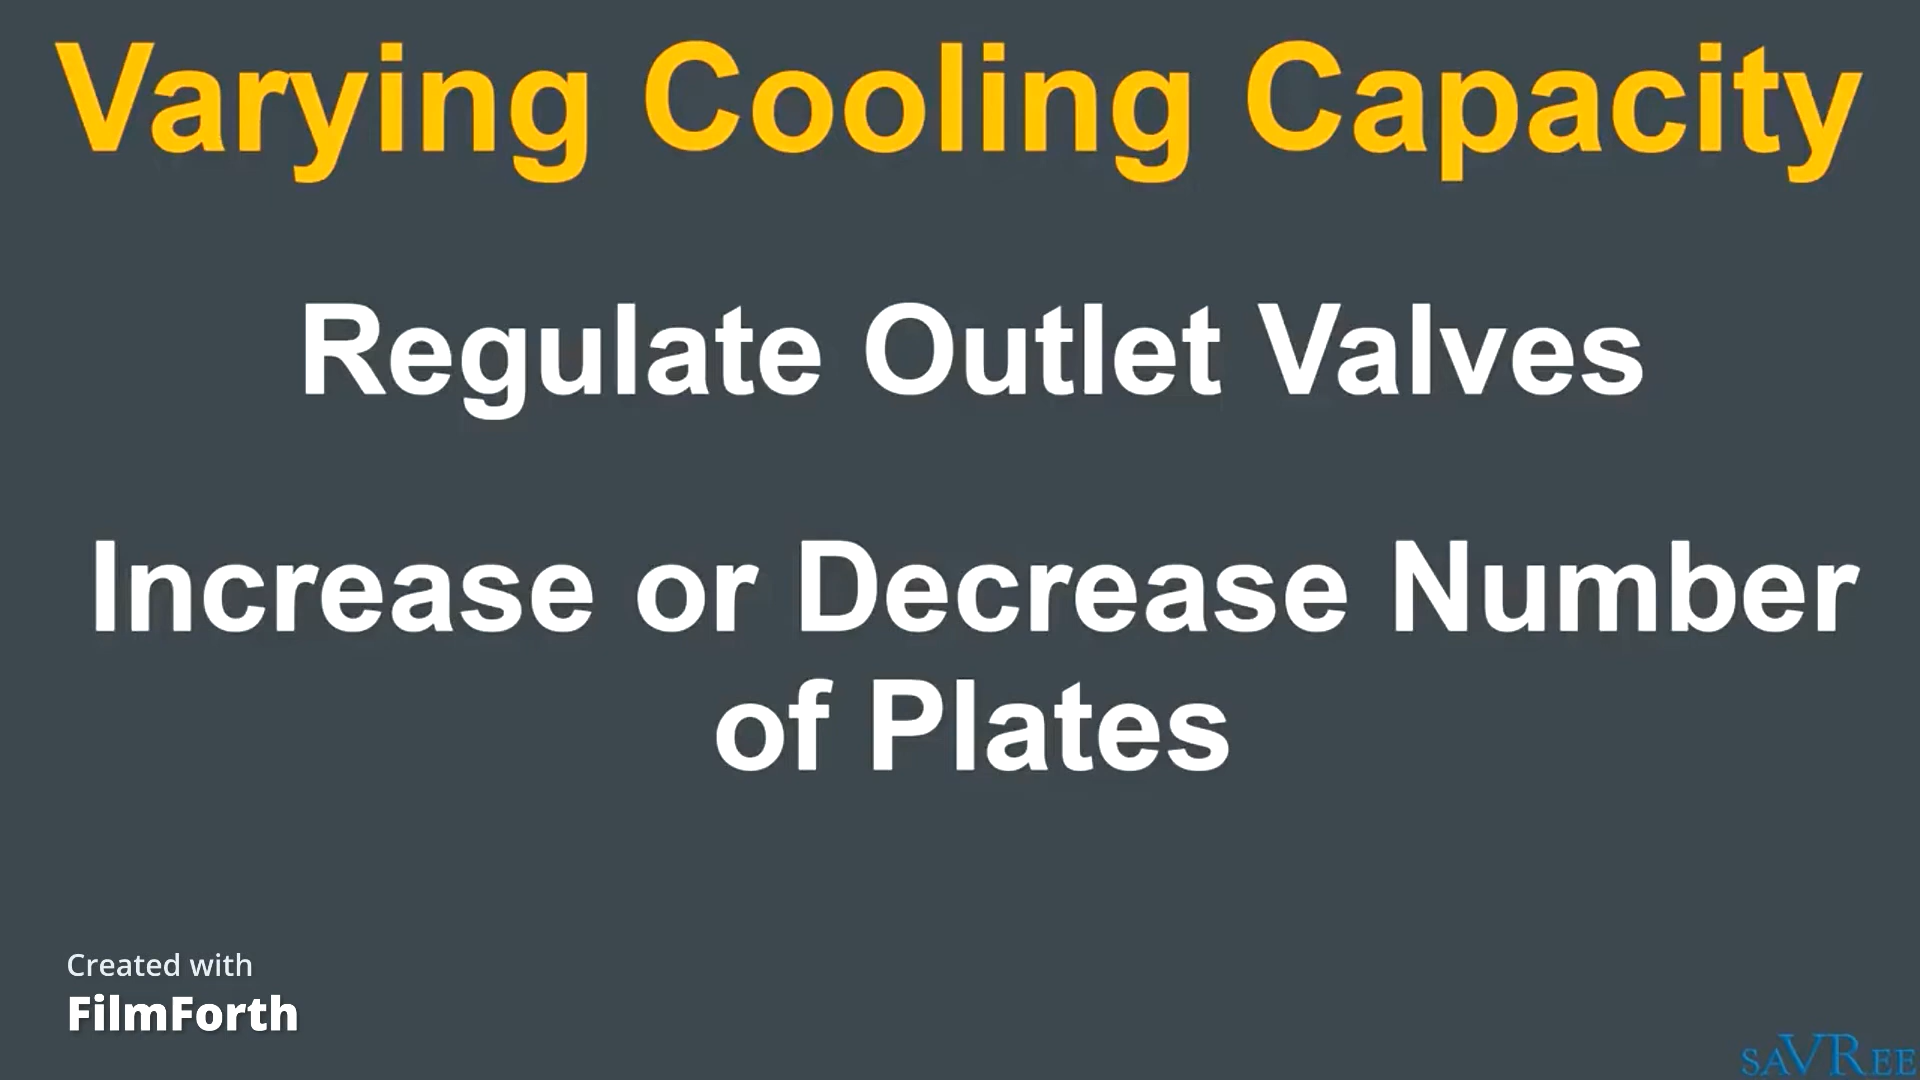 Varying Cooling Capacity
Regulate Outlet Valves
Increase or Decrease Number
of Plates
Created with
FilmForth
saVRee